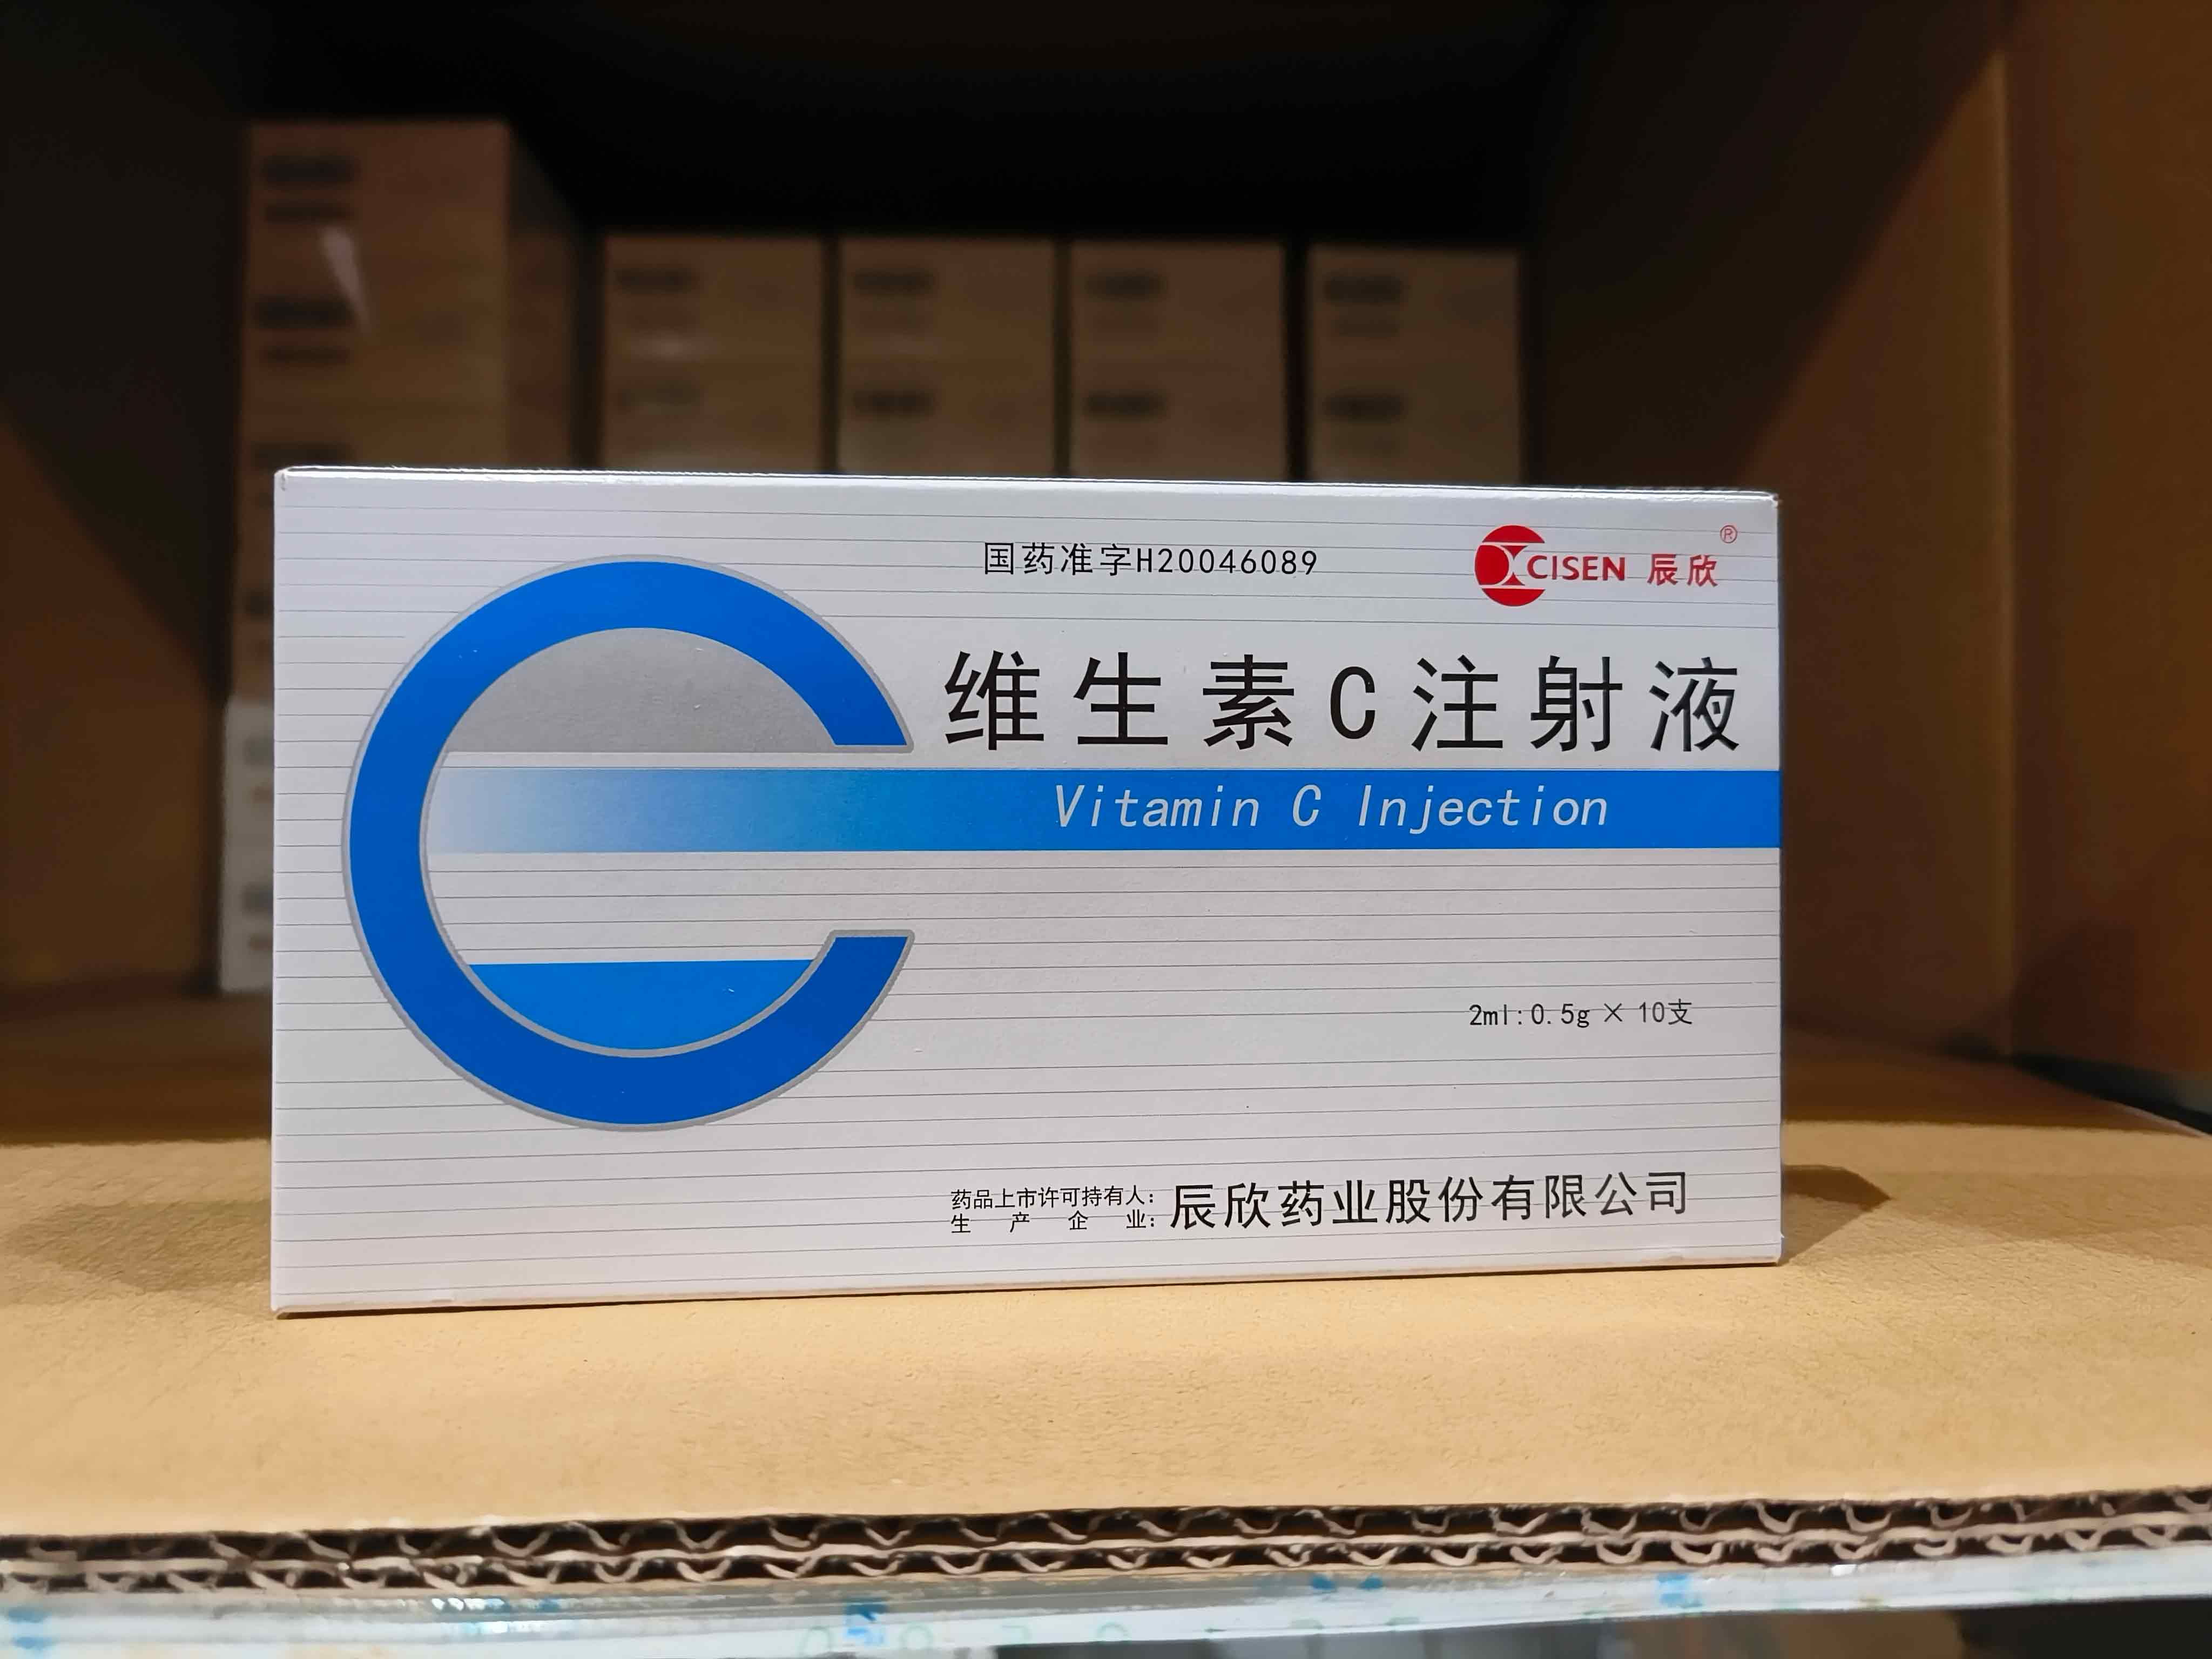 国药准字H20046089
CISEN 辰欣®
维生素C注射液
Vitamin C Injection
2ml:0.5g×10支
药品上市许可持有人:
生产企业:
辰欣药业股份有限公司